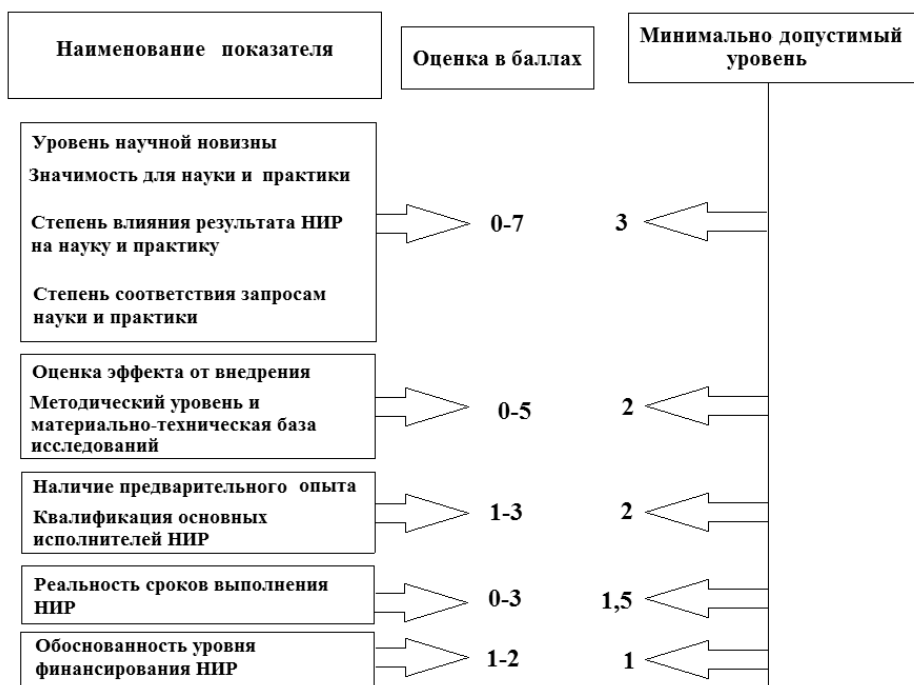 Наименование показателя
Оценка в баллах
Минимально допустимый
уровень
Уровень научной новизны
Значимость для науки и практики
Степень влияния результата НИР
на науку и практику
Степень соответствия запросам
науки и практики
0-7
3
Оценка эффекта от внедрения
Методический уровень и
материально-техническая база
исследований
0-5
2
Наличие предварительного опыта
Квалификация основных
исполнителей НИР
1-3
2
Реальность сроков выполнения
НИР
0-3
1,5
Обоснованность уровня
финансирования НИР
1-2
1